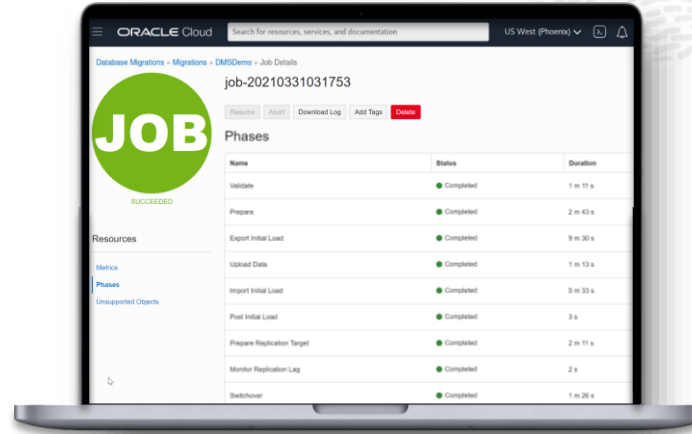 ORACLE Cloud
Search for resources, services, and documentation
US West (Phoenix)
Database Migrations » Migrations » DMSDemo » Job Details
JOB
SUCCEEDED
job-20210331031753
Resume Abort Download Log Add Tags Delete
Phases
Name Status Duration
Validate Completed 1 m 11 s
Prepare Completed 2 m 43 s
Export Initial Load Completed 9 m 30 s
Upload Data Completed 1 m 13 s
Import Initial Load Completed 5 m 33 s
Post Initial Load Completed 3 s
Prepare Replication Target Completed 2 m 11 s
Monitor Replication Lag Completed 2 s
Switchover Completed 1 m 26 s
Resources
Metrics
Phases
Unsupported Objects